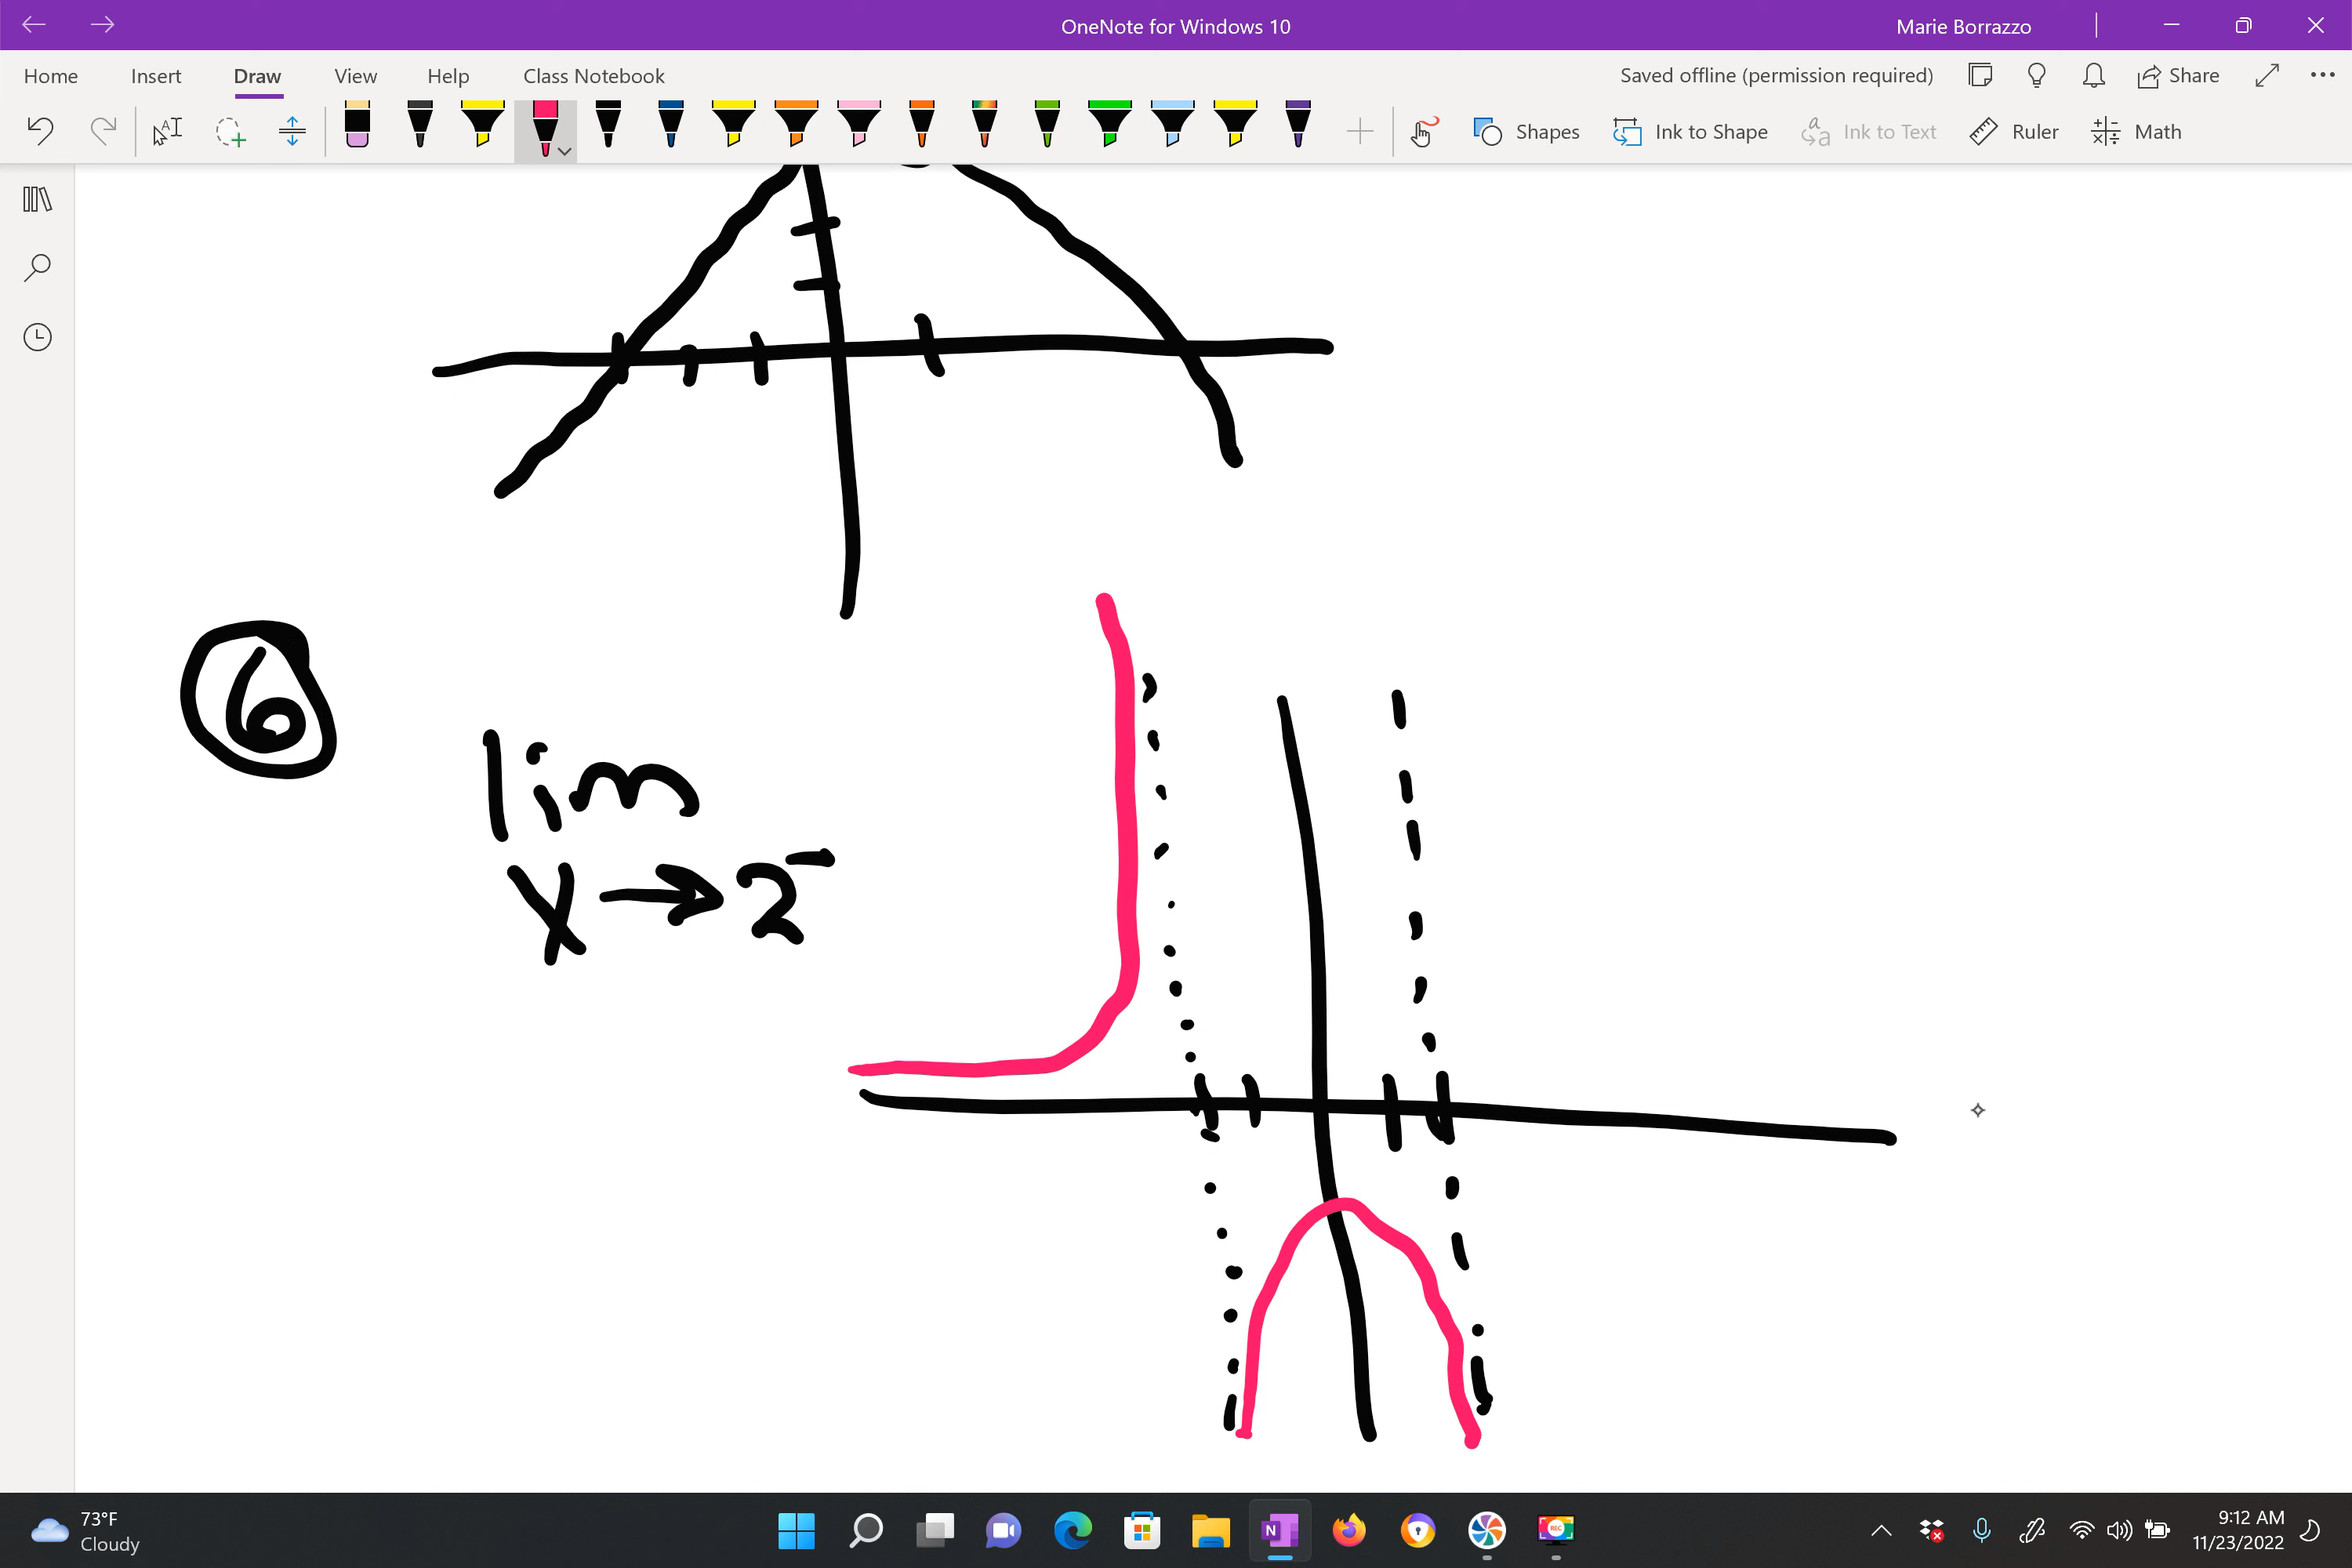 OneNote for Windows 10
Marie Borrazzo
Home Insert Draw View Help Class Notebook
Saved offline (permission required) Share
Shapes Ink to Shape Ink to Text Ruler Math
6
lim
x→2⁻
73°F
Cloudy
9:12 AM
11/23/2022